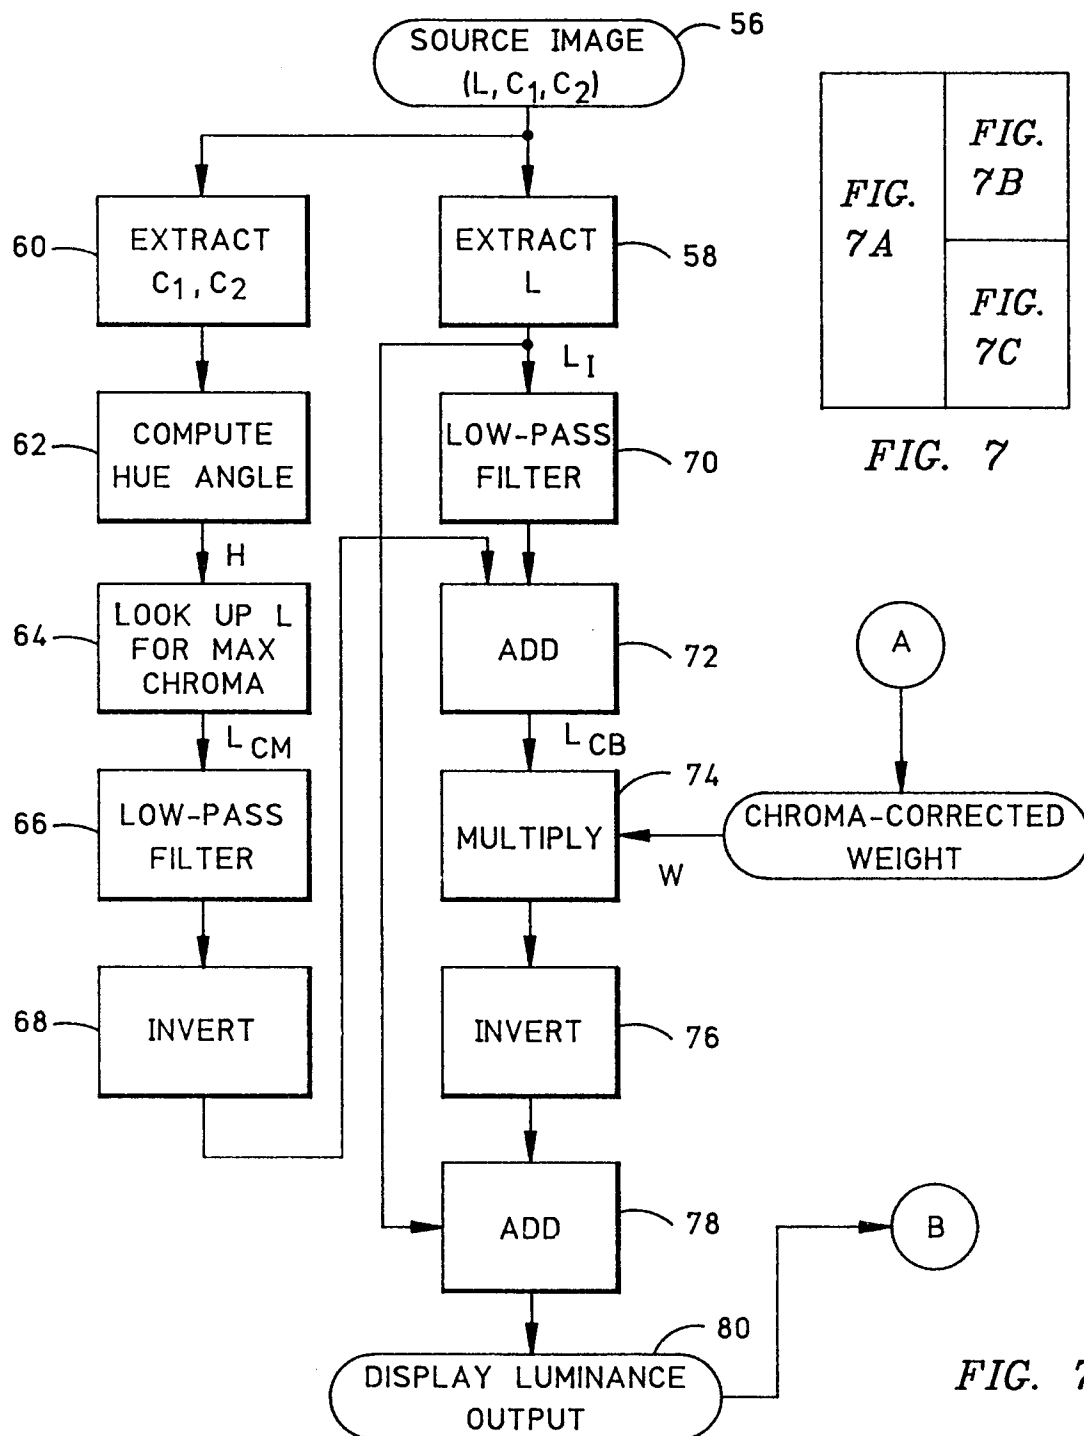 SOURCE IMAGE
(L, C1, C2)
56
FIG. 7A
FIG. 7B
FIG. 7C
FIG. 7
60
EXTRACT
C1, C2
EXTRACT
L
58
LI
62
COMPUTE
HUE ANGLE
LOW-PASS
FILTER
70
H
64
LOOK UP L
FOR MAX
CHROMA
ADD
72
A
LCM
LCB
66
LOW-PASS
FILTER
74
MULTIPLY
W
CHROMA-CORRECTED
WEIGHT
68
INVERT
INVERT
76
ADD
78
B
80
DISPLAY LUMINANCE
OUTPUT
FIG. 7